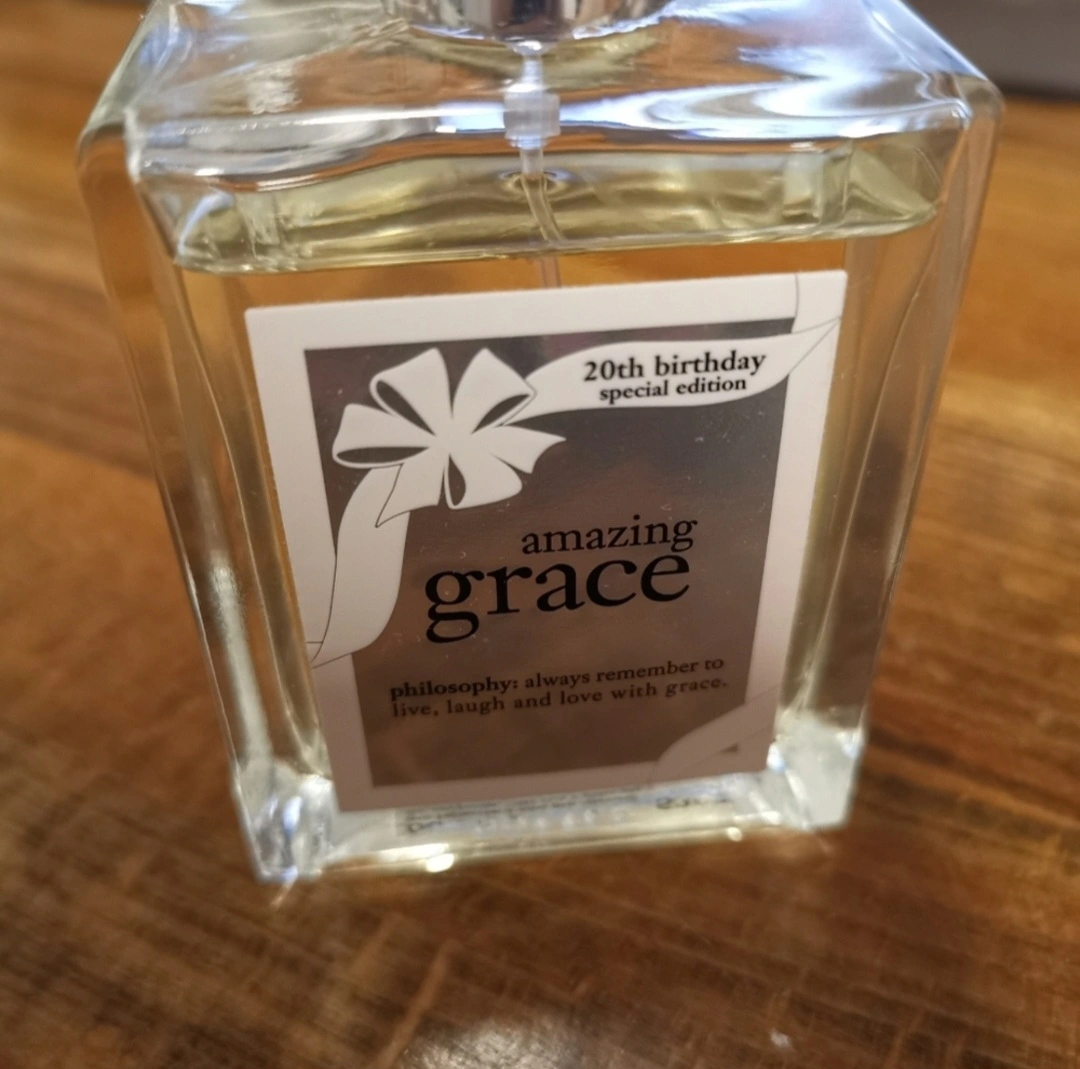 20th birthday
special edition
amazing
grace
philosophy: always remember to
live, laugh and love with grace.